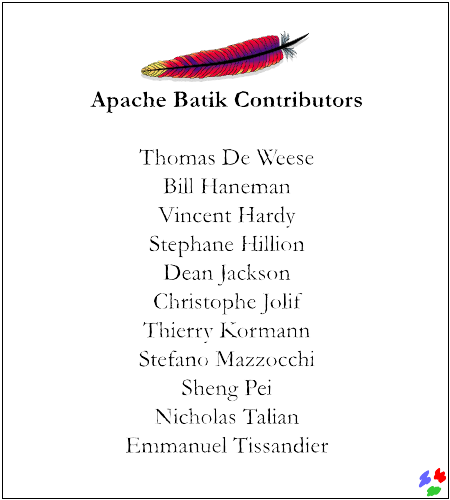 Apache Batik Contributors
Thomas De Weese
Bill Haneman
Vincent Hardy
Stephane Hillion
Dean Jackson
Christophe Jolif
Thierry Kormann
Stefano Mazzocchi
Sheng Pei
Nicholas Talian
Emmanuel Tissandier